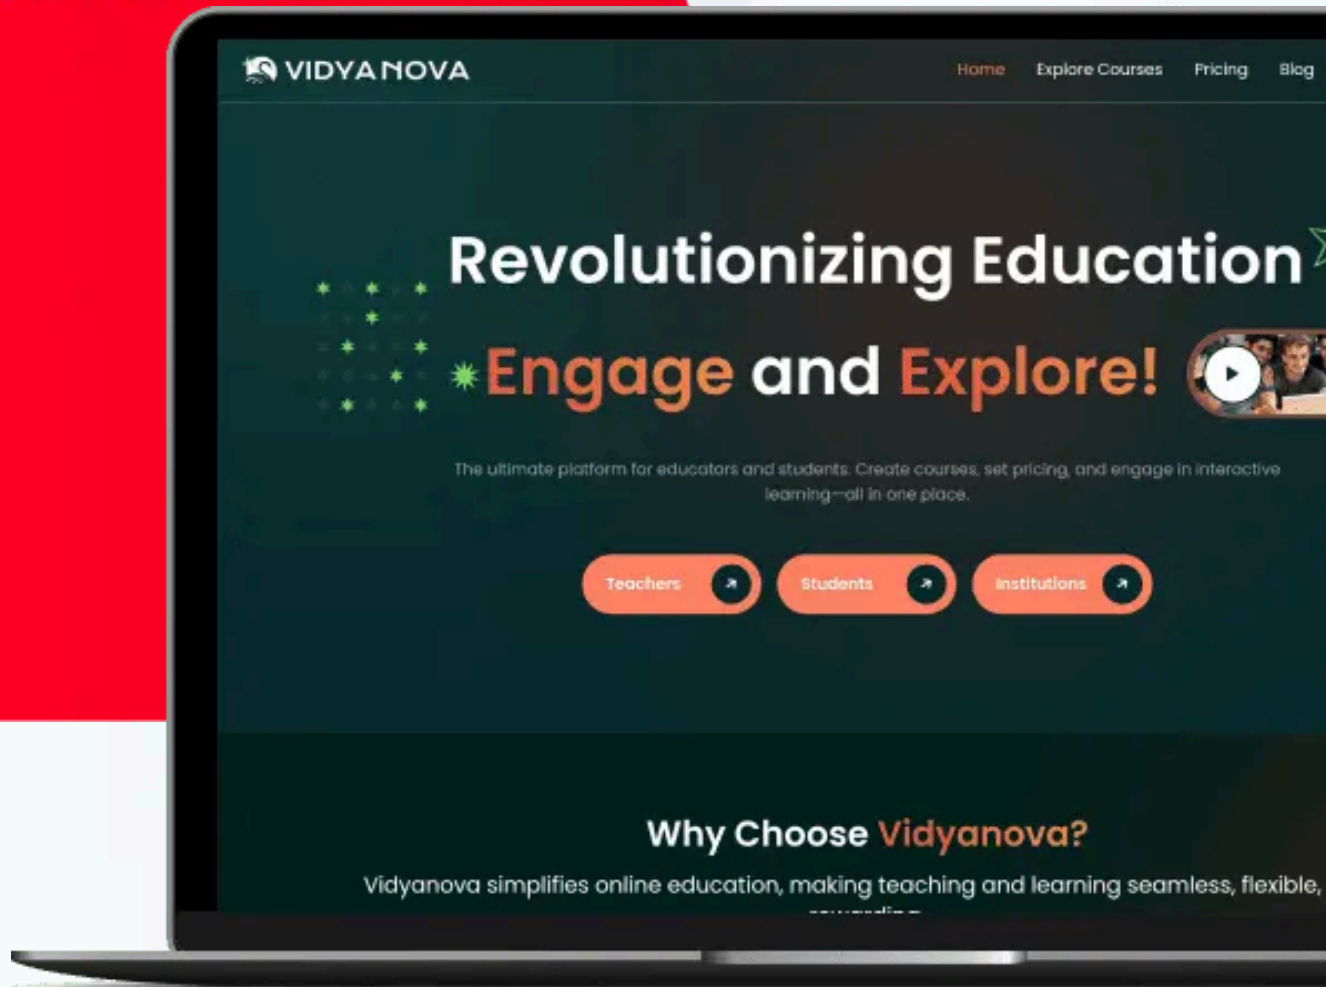 VIDYANOVA
Home Explore Courses Pricing Blog
Revolutionizing Education
Engage and Explore!
The ultimate platform for educators and students. Create courses, set pricing, and engage in interactive
learning—all in one place.
Teachers Students Institutions
Why Choose Vidyanova?
Vidyanova simplifies online education, making teaching and learning seamless, flexible,